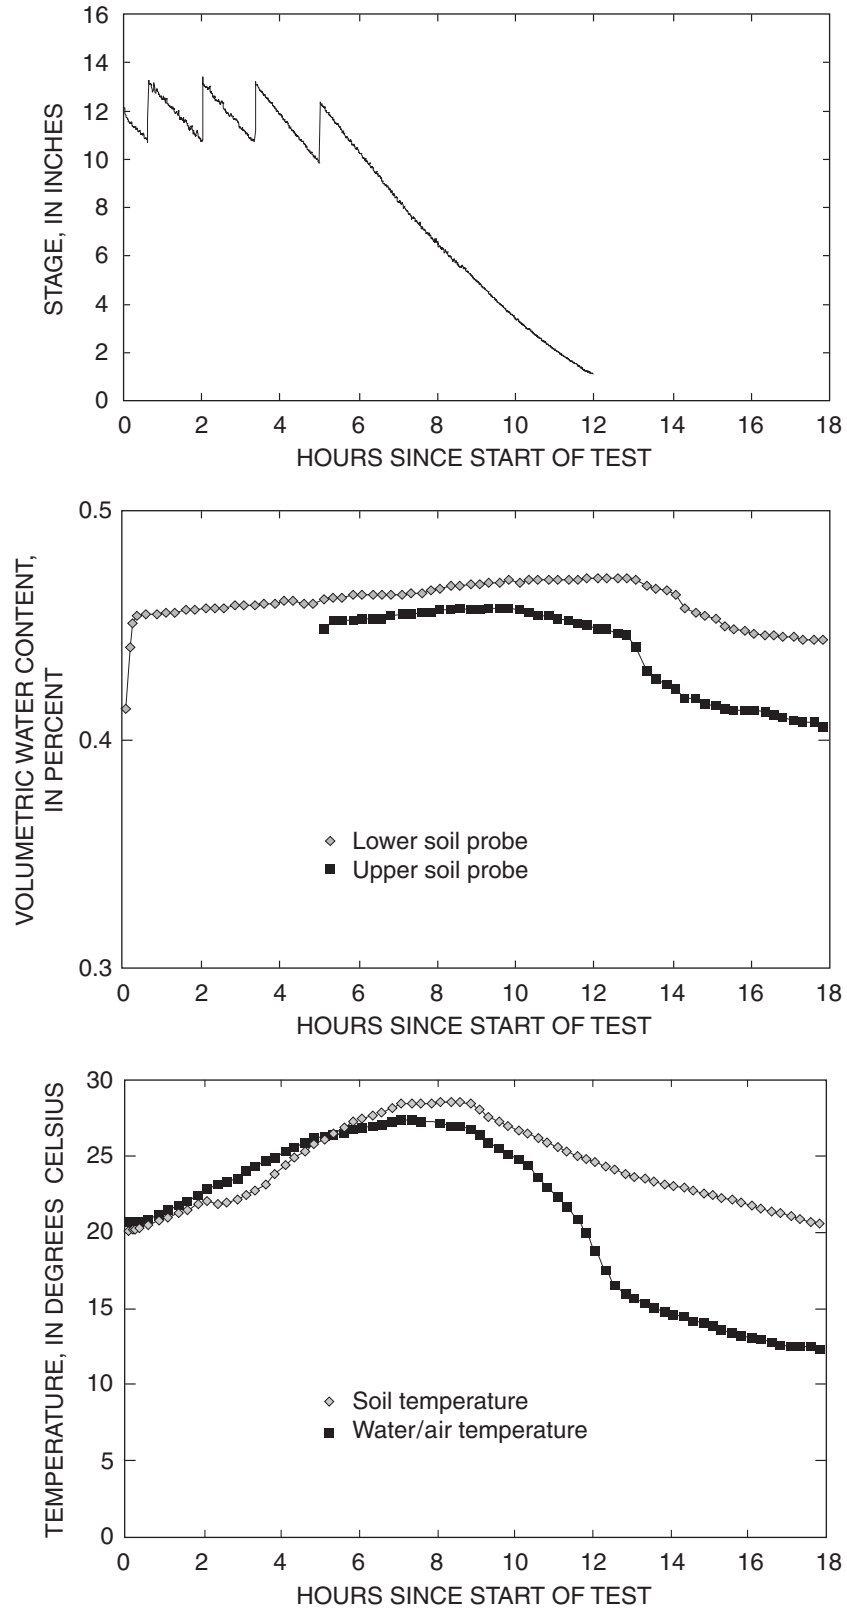 16
14
12
10
8
6
4
2
0
STAGE, IN INCHES
0 2 4 6 8 10 12 14 16 18
HOURS SINCE START OF TEST
0.5
0.4
0.3
VOLUMETRIC WATER CONTENT,
IN PERCENT
Lower soil probe
Upper soil probe
0 2 4 6 8 10 12 14 16 18
HOURS SINCE START OF TEST
30
25
20
15
10
5
0
TEMPERATURE, IN DEGREES CELSIUS
Soil temperature
Water/air temperature
0 2 4 6 8 10 12 14 16 18
HOURS SINCE START OF TEST